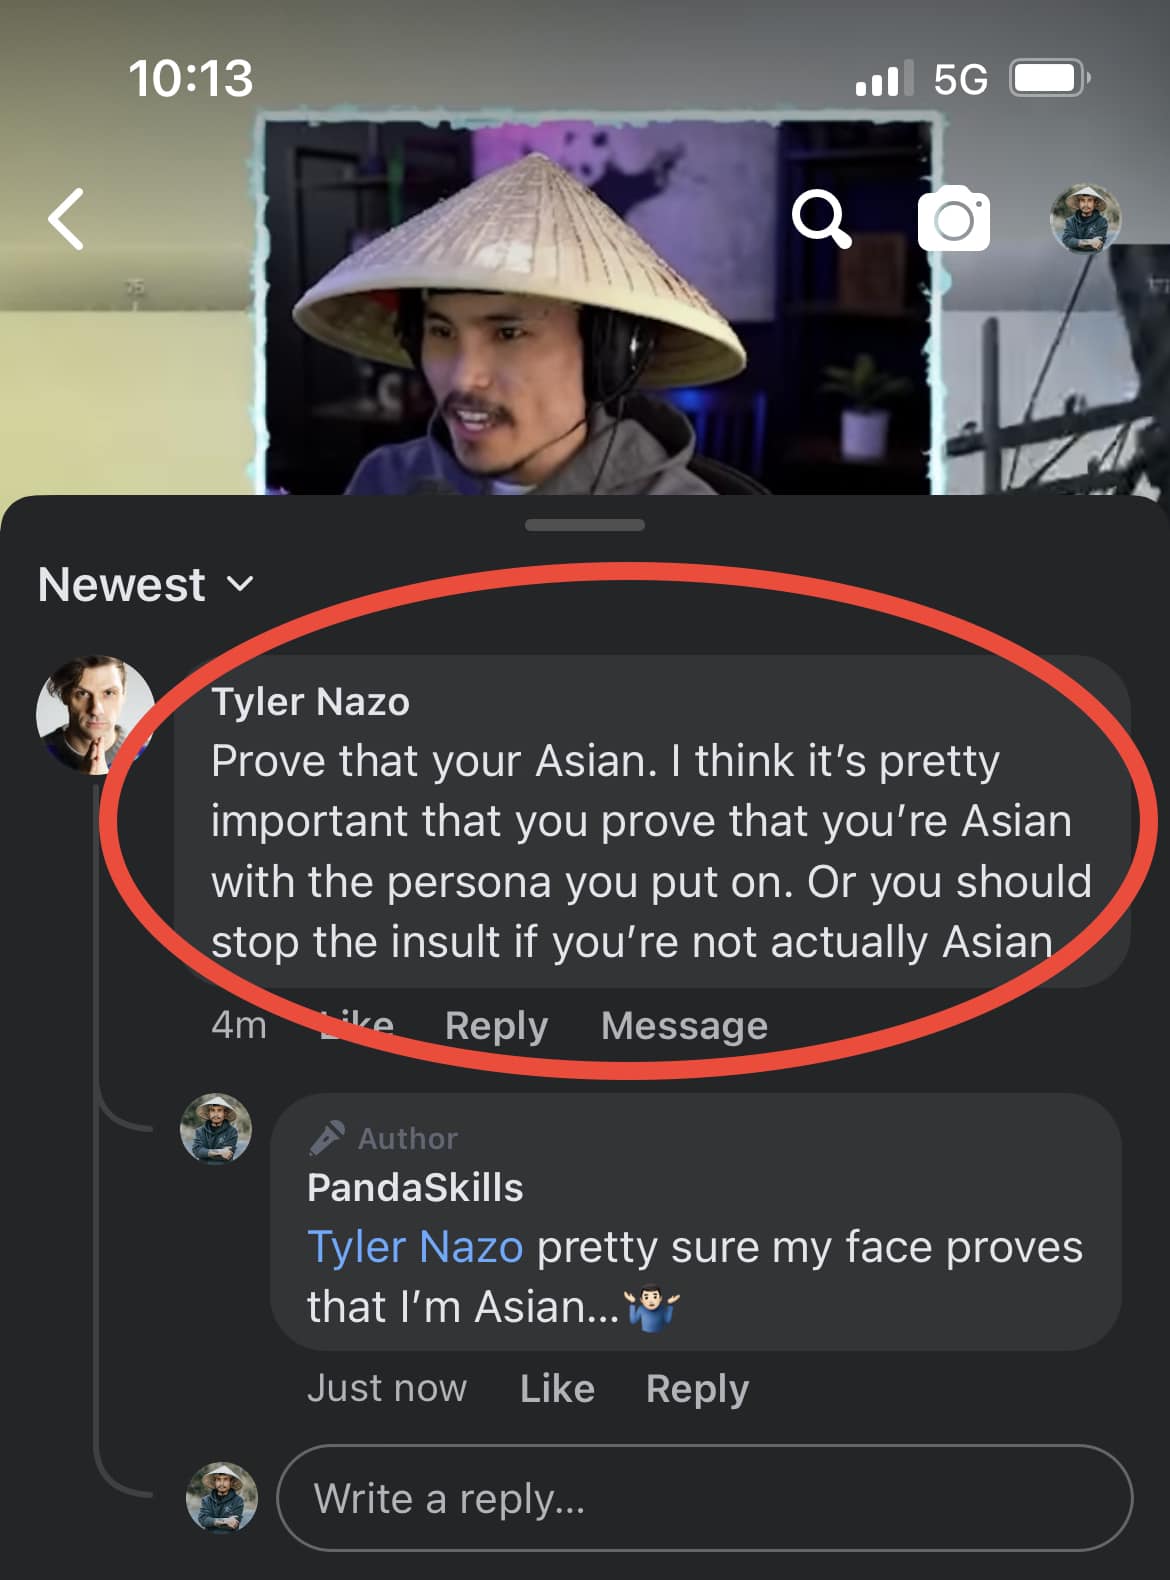 10:13
5G
Newest
Tyler Nazo
Prove that your Asian. I think it's pretty
important that you prove that you're Asian
with the persona you put on. Or you should
stop the insult if you're not actually Asian
4m Like Reply Message
Author
PandaSkills
Tyler Nazo pretty sure my face proves
that I'm Asian...🤷🏻‍♂️
Just now Like Reply
Write a reply...